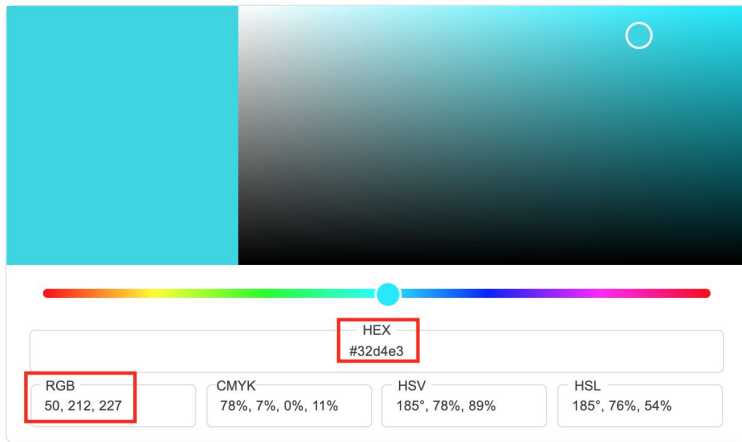 HEX
#32d4e3
RGB
50, 212, 227
CMYK
78%, 7%, 0%, 11%
HSV
185°, 78%, 89%
HSL
185°, 76%, 54%